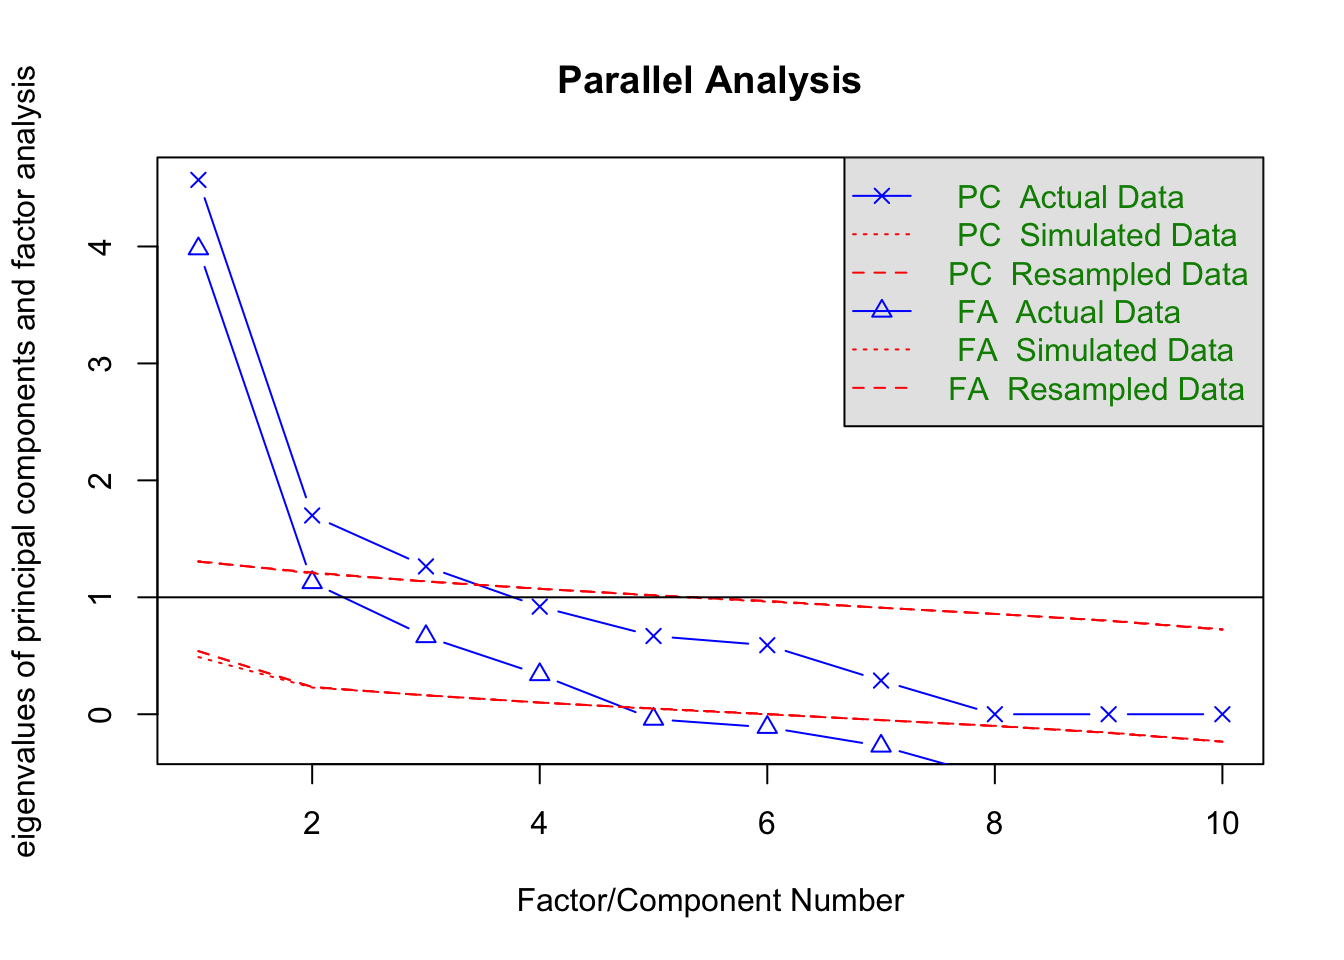 Parallel Analysis
eigenvalues of principal components and factor analysis
4
3
2
1
0
PC Actual Data
PC Simulated Data
PC Resampled Data
FA Actual Data
FA Simulated Data
FA Resampled Data
2 4 6 8 10
Factor/Component Number